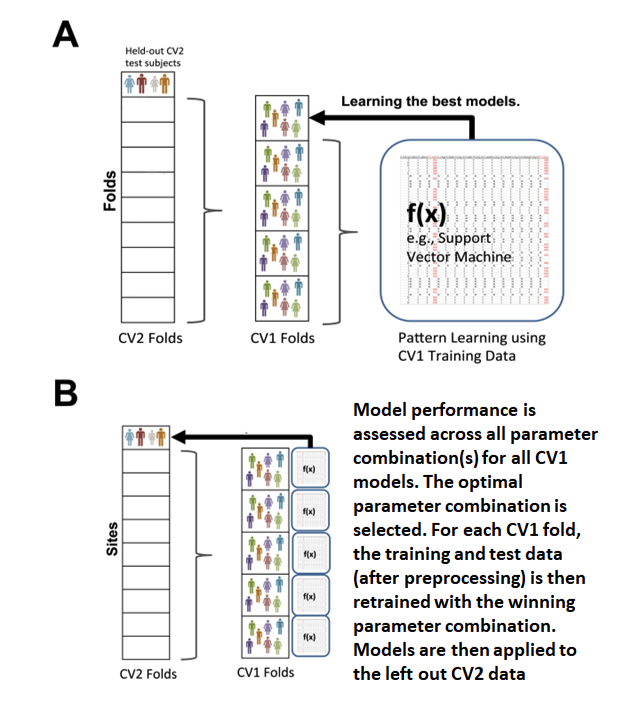 A
Held-out CV2
test subjects
Learning the best models.
Folds
f(x)
e.g., Support
Vector Machine
CV2 Folds
CV1 Folds
Pattern Learning using
CV1 Training Data
B
Sites
f(x)
f(x)
f(x)
f(x)
f(x)
CV2 Folds
CV1 Folds
Model performance is
assessed across all parameter
combination(s) for all CV1
models. The optimal
parameter combination is
selected. For each CV1 fold,
the training and test data
(after preprocessing) is then
retrained with the winning
parameter combination.
Models are then applied to
the left out CV2 data